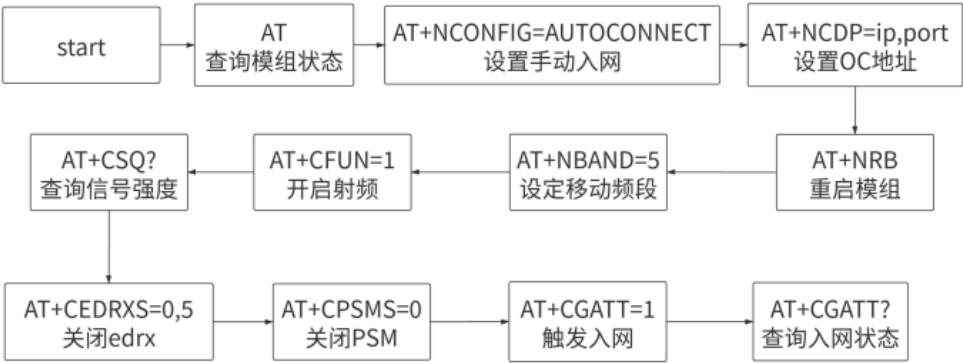 start
AT
查询模组状态
AT+NCONFIG=AUTOCONNECT
设置手动入网
AT+NCDP=ip,port
设置OC地址
AT+NRB
重启模组
AT+NBAND=5
设定移动频段
AT+CFUN=1
开启射频
AT+CSQ?
查询信号强度
AT+CEDRXS=0,5
关闭edrx
AT+CPSMS=0
关闭PSM
AT+CGATT=1
触发入网
AT+CGATT?
查询入网状态